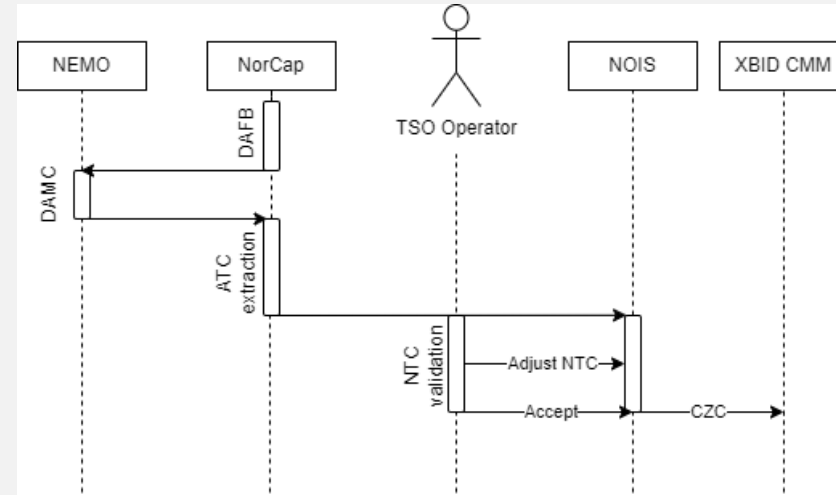 NEMO
NorCap
TSO Operator
NOIS
XBID CMM
DAFB
DAMC
ATC
extraction
NTC
validation
Adjust NTC
Accept
CZC